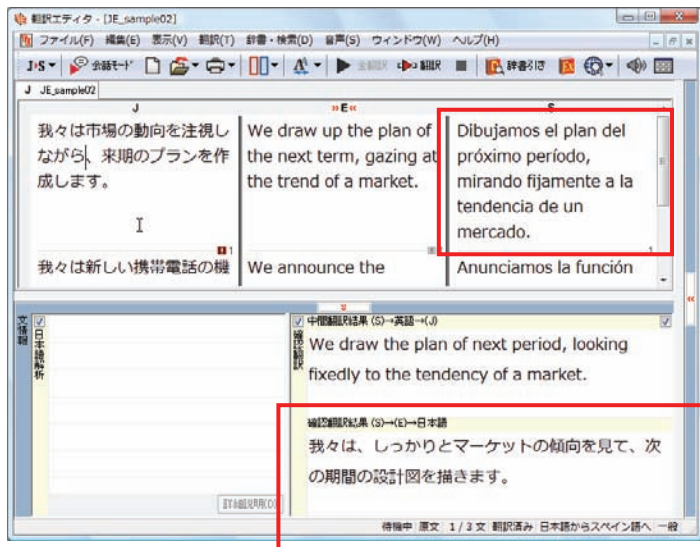 翻訳エディタ - [JE_sample02]
ファイル(F) 編集(E) 表示(V) 翻訳(T) 辞書・検索(D) 音声(S) ウィンドウ(W) ヘルプ(H)
J▸S 会話モード 全翻訳 翻訳 辞書引き
J JE_sample02
J
我々は市場の動向を注視し
ながら、来期のプランを作
成します。
1
我々は新しい携帯電話の機
»E«
We draw up the plan of
the next term, gazing at
the trend of a market.
1
We announce the
S
Dibujamos el plan del
próximo período,
mirando fijamente a la
tendencia de un
mercado.
1
Anunciamos la función
文情報
日本語解析
詳細説明(D)
確認翻訳
中間翻訳結果 (S)→英語→(J)
We draw the plan of next period, looking
fixedly to the tendency of a market.
確認翻訳結果 (S)→(E)→日本語
我々は、しっかりとマーケットの傾向を見て、次
の期間の設計図を描きます。
待機中 原文 1 / 3 文 翻訳済み 日本語からスペイン語へ 一般